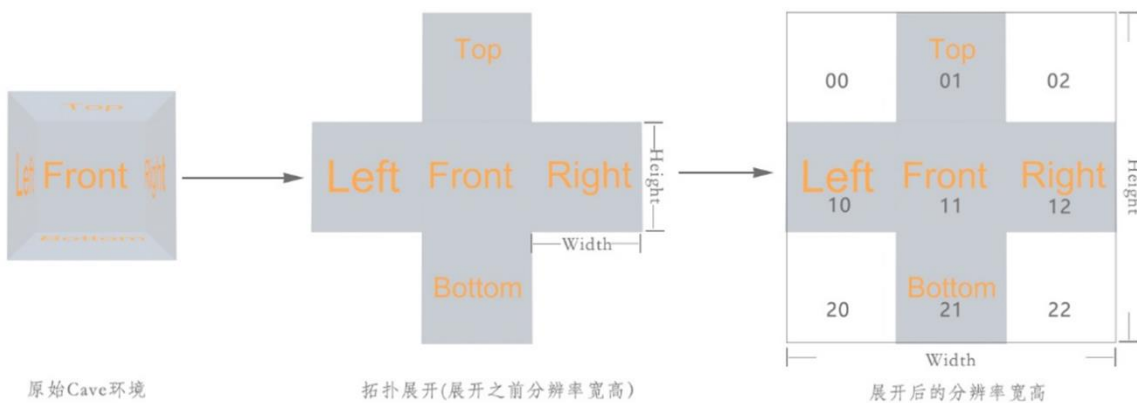 Top
Left Front Right
Bottom
原始Cave环境
Top
Left Front Right
Height
Width
Bottom
拓扑展开(展开之前分辨率宽高)
00 Top 02
01
Left Front Right
10 11 12
Height
Bottom
20 21 22
Width
展开后的分辨率宽高